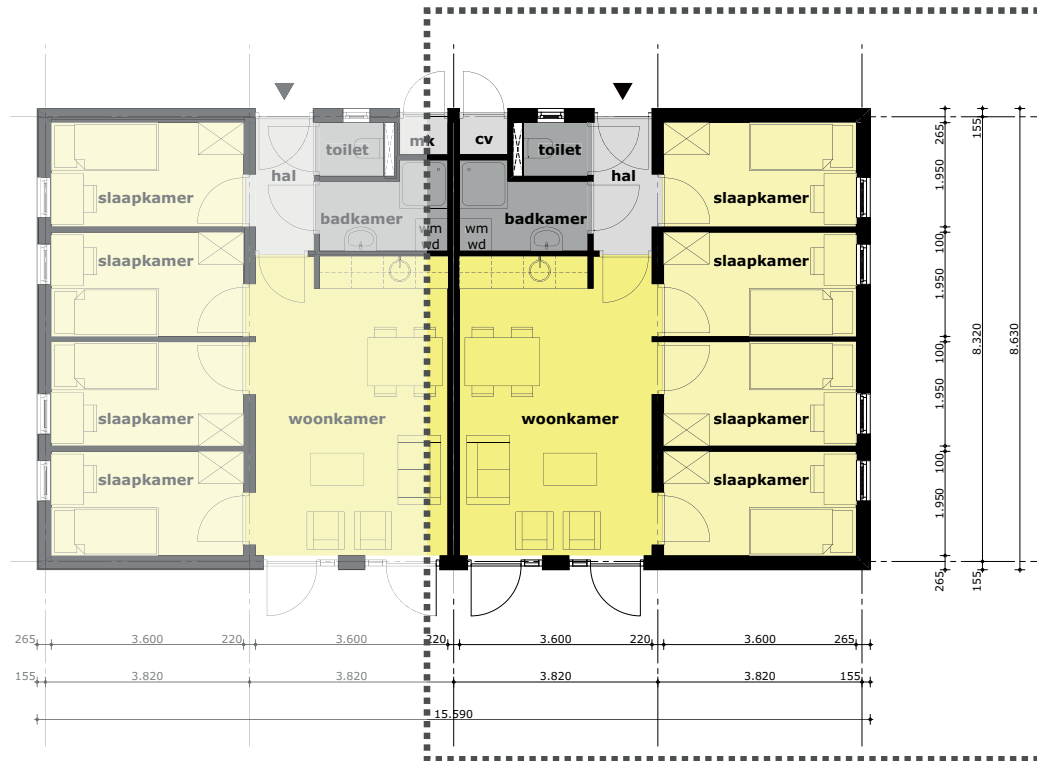 mk
cv
toilet
toilet
hal
hal
slaapkamer
slaapkamer
badkamer
badkamer
wm
wd
wm
wd
slaapkamer
slaapkamer
slaapkamer
woonkamer
woonkamer
slaapkamer
slaapkamer
slaapkamer
265
1.950
100
1.950
100
1.950
100
1.950
265
155
8.320
155
8.630
265
3.600
220
3.600
220
3.600
220
3.600
265
155
3.820
3.820
3.820
3.820
155
15.590